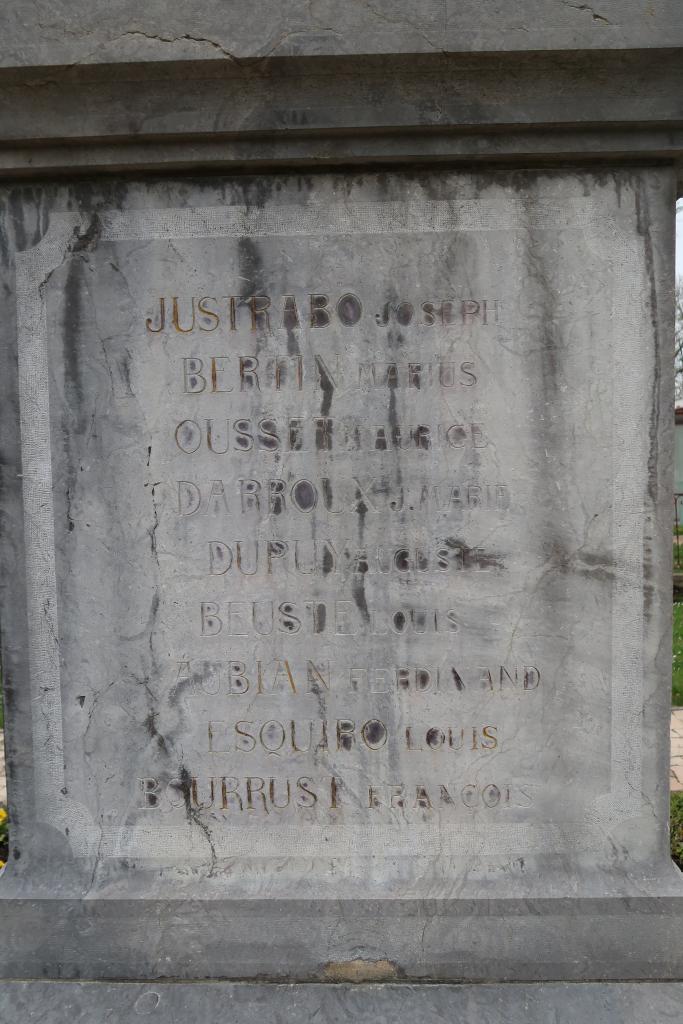 JUSTRABO JOSEPH
BERTIN MARIUS
OUSSET MAURICE
DARROUX J. MARIE
DUPUY AUGUSTE
BEUSTE LOUIS
AUBIAN FERDINAND
ESQUIRO LOUIS
BOURRUST FRANCOIS